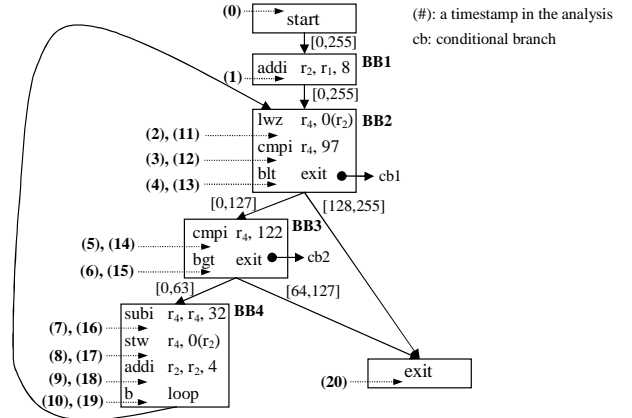 (0)
start
(#): a timestamp in the analysis
cb: conditional branch
[0,255]
BB1
addi r₂, r₁, 8
(1)
[0,255]
BB2
lwz r₄, 0(r₂)
(2), (11)
cmpi r₄, 97
(3), (12)
blt exit
cb1
(4), (13)
[0,127]
[128,255]
BB3
cmpi r₄, 122
(5), (14)
bgt exit
cb2
(6), (15)
[0,63]
[64,127]
BB4
subi r₄, r₄, 32
(7), (16)
stw r₄, 0(r₂)
(8), (17)
addi r₂, r₂, 4
(9), (18)
b loop
(10), (19)
exit
(20)